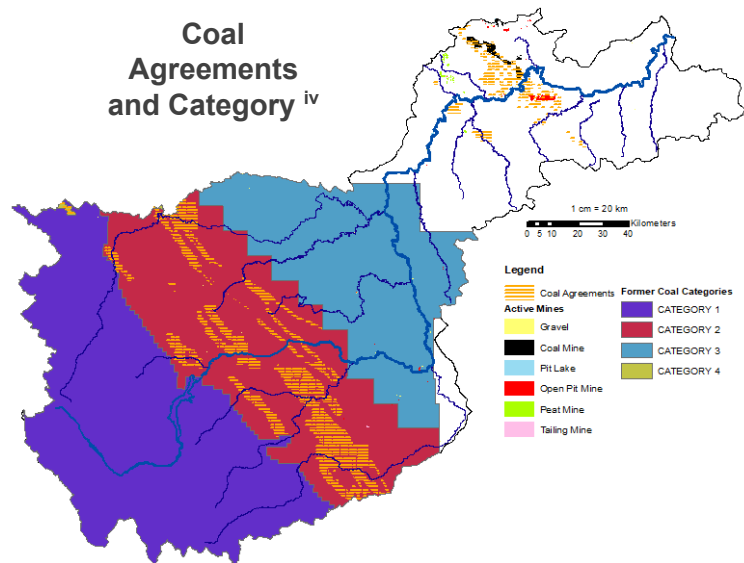 Coal
Agreements
and Category iv
1 cm = 20 km
Kilometers
0 5 10 20 30 40
Legend
Coal Agreements
Active Mines
Gravel
Coal Mine
Pit Lake
Open Pit Mine
Peat Mine
Tailing Mine
Former Coal Categories
CATEGORY 1
CATEGORY 2
CATEGORY 3
CATEGORY 4